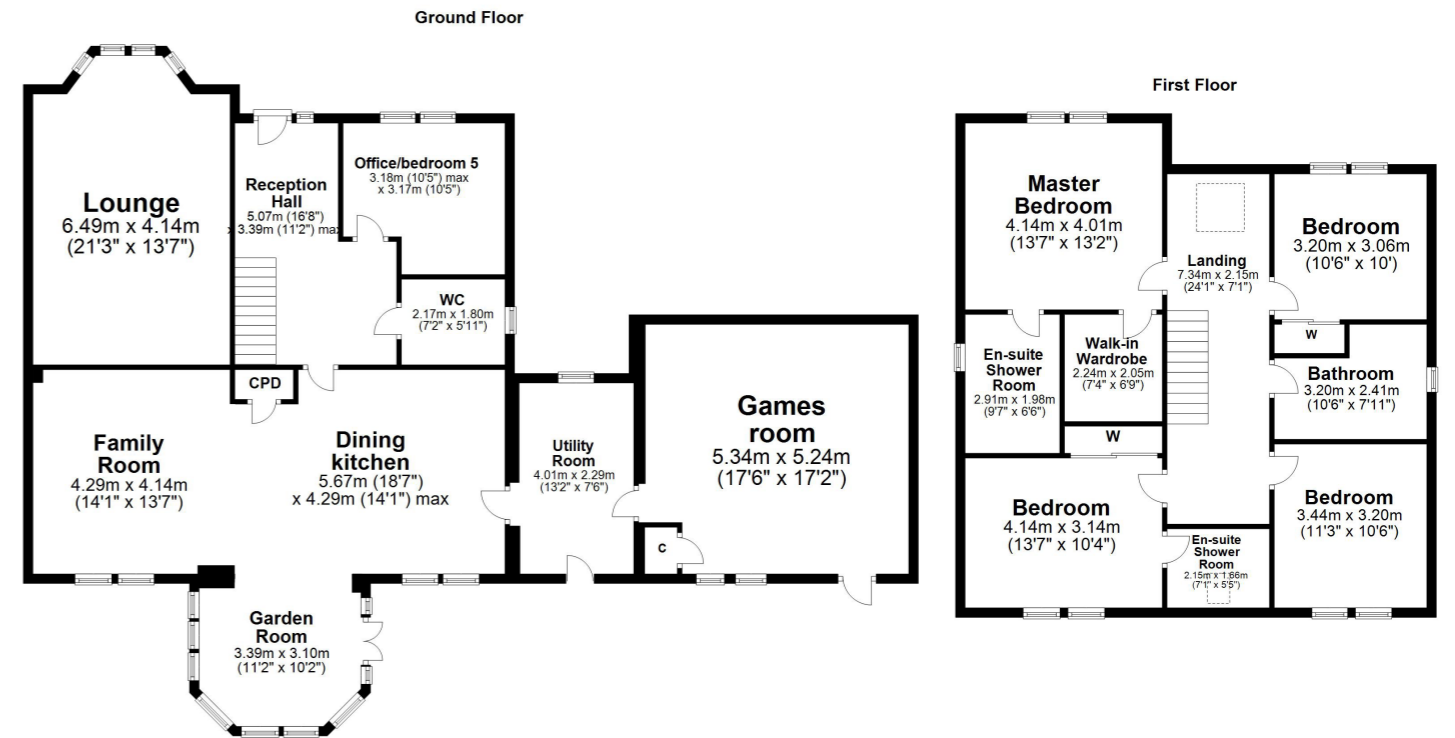 Ground Floor
Lounge
6.49m x 4.14m
(21'3" x 13'7")
Reception
Hall
5.07m (16'8")
x 3.39m (11'2") max
Office/bedroom 5
3.18m (10'5") max
x 3.17m (10'5")
WC
2.17m x 1.80m
(7'2" x 5'11")
CPD
Family
Room
4.29m x 4.14m
(14'1" x 13'7")
Dining
kitchen
5.67m (18'7")
x 4.29m (14'1") max
Utility
Room
4.01m x 2.29m
(13'2" x 7'6")
Games
room
5.34m x 5.24m
(17'6" x 17'2")
C
Garden
Room
3.39m x 3.10m
(11'2" x 10'2")
First Floor
Master
Bedroom
4.14m x 4.01m
(13'7" x 13'2")
Landing
7.34m x 2.15m
(24'1" x 7'1")
Bedroom
3.20m x 3.06m
(10'6" x 10')
W
En-suite
Shower
Room
2.91m x 1.98m
(9'7" x 6'6")
Walk-in
Wardrobe
2.24m x 2.05m
(7'4" x 6'9")
Bathroom
3.20m x 2.41m
(10'6" x 7'11")
W
Bedroom
4.14m x 3.14m
(13'7" x 10'4")
En-suite
Shower
Room
2.15m x 1.66m
(7'1" x 5'5")
Bedroom
3.44m x 3.20m
(11'3" x 10'6")